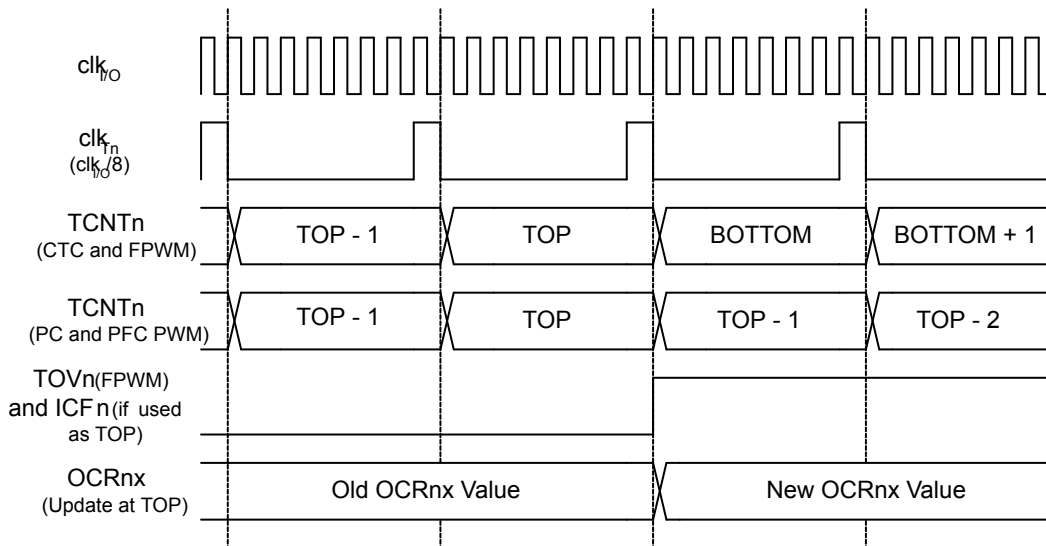 clkI/O
clkTn
(clkI/O/8)
TCNTn
(CTC and FPWM)
TOP - 1
TOP
BOTTOM
BOTTOM + 1
TCNTn
(PC and PFC PWM)
TOP - 1
TOP
TOP - 1
TOP - 2
TOVn(FPWM)
and ICFn(if used
as TOP)
OCRnx
(Update at TOP)
Old OCRnx Value
New OCRnx Value